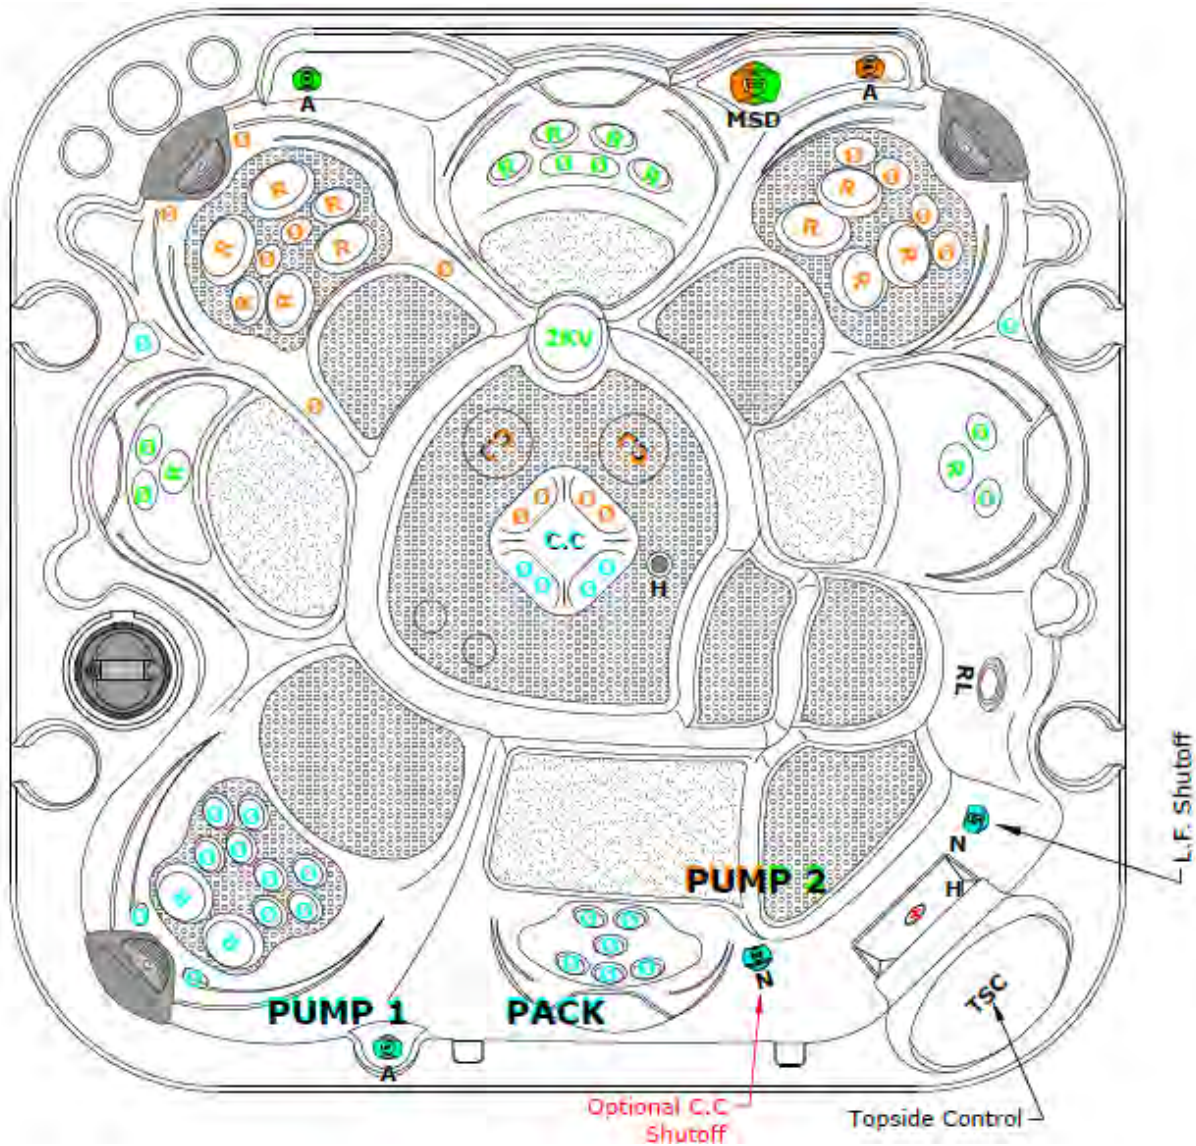 A
MSD
A
R R
R Ø Ø R
Ø
R R
Ø
R Ø R
Ø
R R
Ø
Ø
R Ø
R Ø
R Ø
R
Ø
Ø
2KV
Ø
Ø
R
Ø
Ø
R
Ø
C.C
C.C
Ø Ø
Ø Ø
C.C
Ø Ø
Ø Ø
H
RL
L.F. Shutoff
N
H
Ø Ø
Ø Ø
Ø Ø
Ø Ø
R
R
Ø
Ø
PUMP 2
Ø Ø
Ø
Ø Ø Ø
N
TSC
PUMP 1
PACK
A
Optional C.C
Shutoff
Topside Control